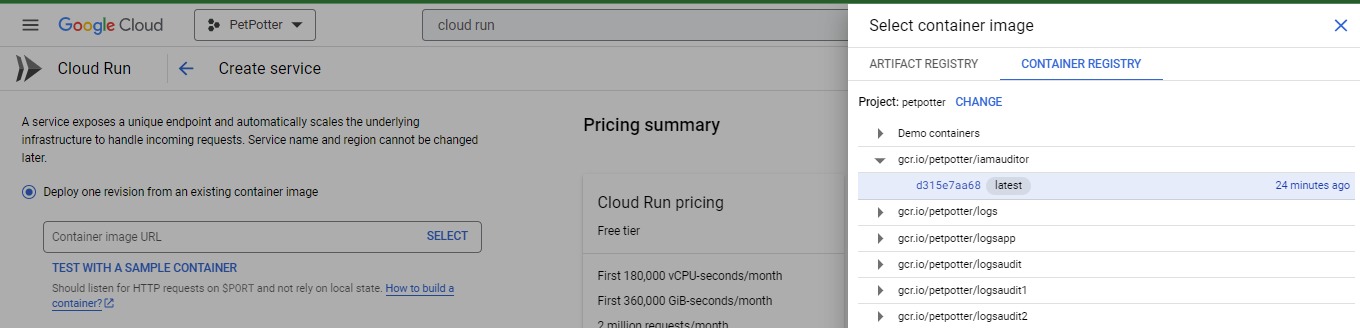 Google Cloud
PetPotter
cloud run
Cloud Run
Create service
A service exposes a unique endpoint and automatically scales the underlying
infrastructure to handle incoming requests. Service name and region cannot be changed
later.
Deploy one revision from an existing container image
Container image URL
SELECT
TEST WITH A SAMPLE CONTAINER
Should listen for HTTP requests on $PORT and not rely on local state. How to build a
container?
Pricing summary
Cloud Run pricing
Free tier
First 180,000 vCPU-seconds/month
First 360,000 GiB-seconds/month
2 million requests/month
Select container image
ARTIFACT REGISTRY
CONTAINER REGISTRY
Project: petpotter CHANGE
Demo containers
gcr.io/petpotter/iamauditor
d315e7aa68 latest 24 minutes ago
gcr.io/petpotter/logs
gcr.io/petpotter/logsapp
gcr.io/petpotter/logsaudit
gcr.io/petpotter/logsaudit1
gcr.io/petpotter/logsaudit2